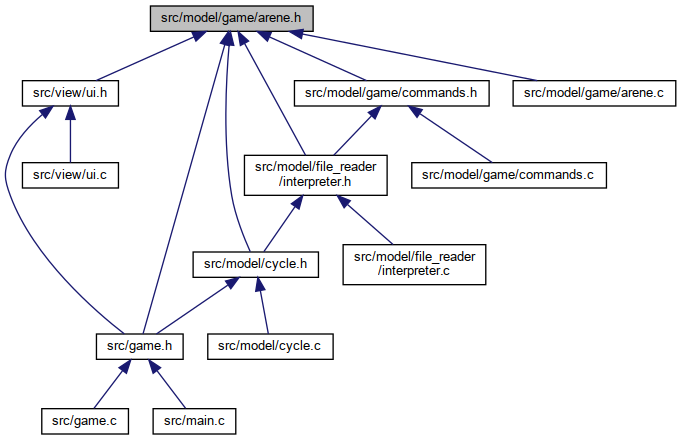 src/model/game/arene.h
src/view/ui.h
src/model/game/commands.h
src/model/game/arene.c
src/view/ui.c
src/model/file_reader
/interpreter.h
src/model/game/commands.c
src/model/cycle.h
src/model/file_reader
/interpreter.c
src/game.h
src/model/cycle.c
src/game.c
src/main.c